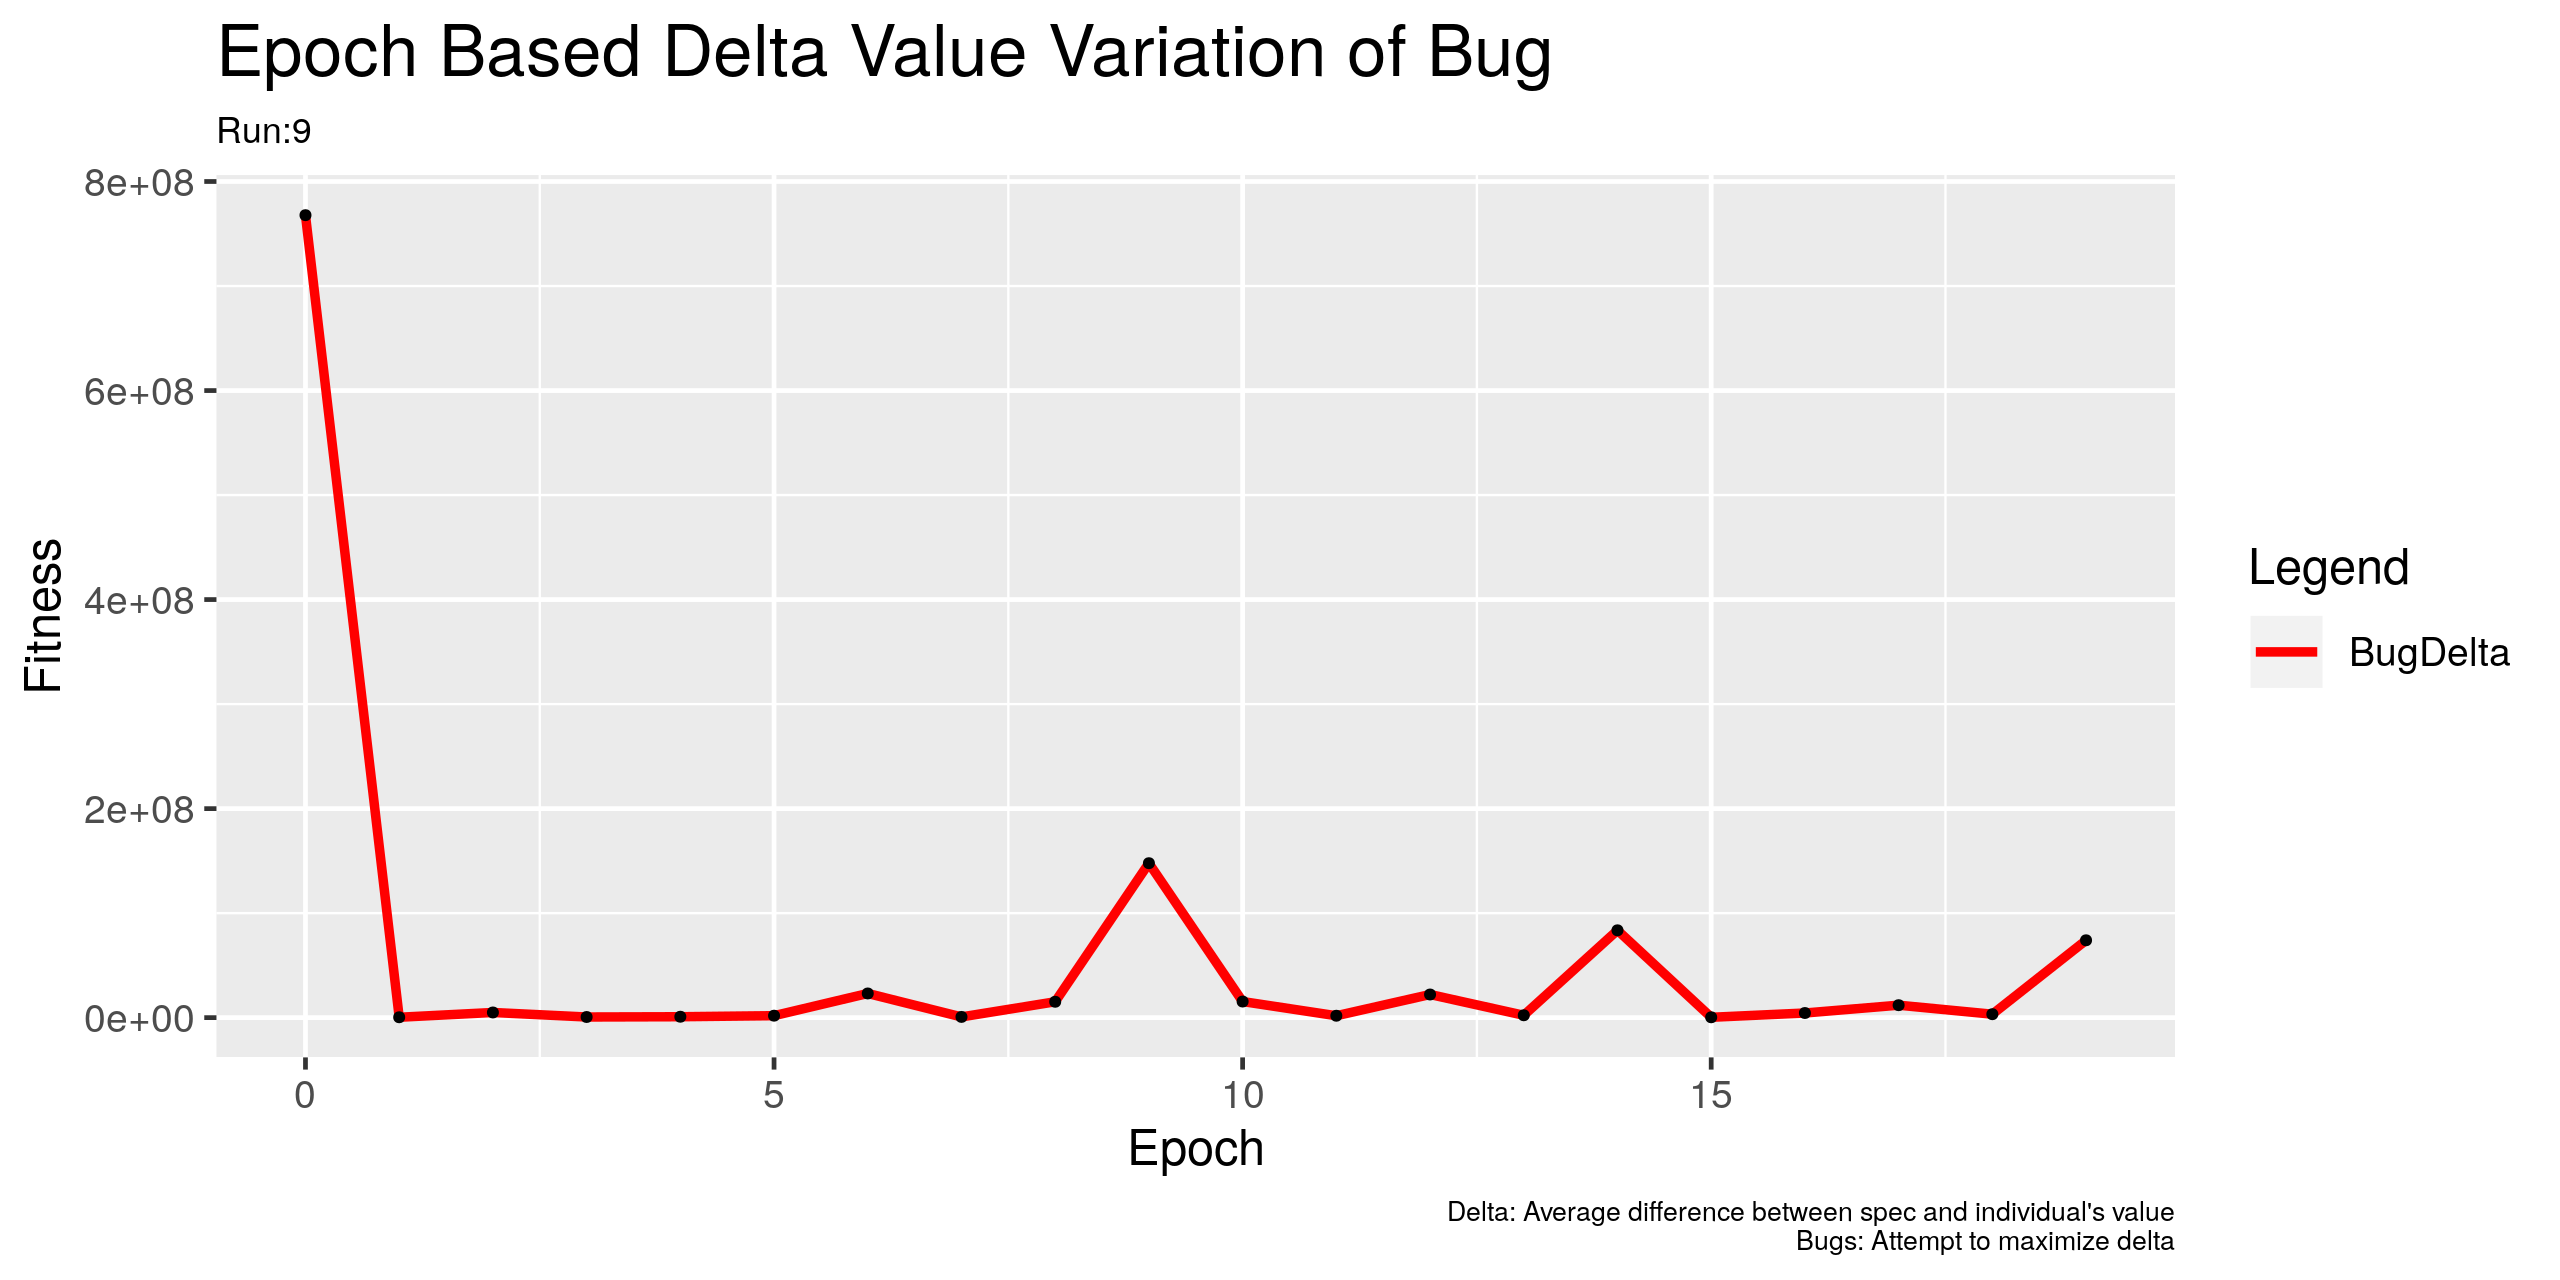 Epoch Based Delta Value Variation of Bug
Run:9
8e+08
6e+08
4e+08
2e+08
0e+00
Fitness
0 5 10 15
Epoch
Legend
BugDelta
Delta: Average difference between spec and individual's value
Bugs: Attempt to maximize delta